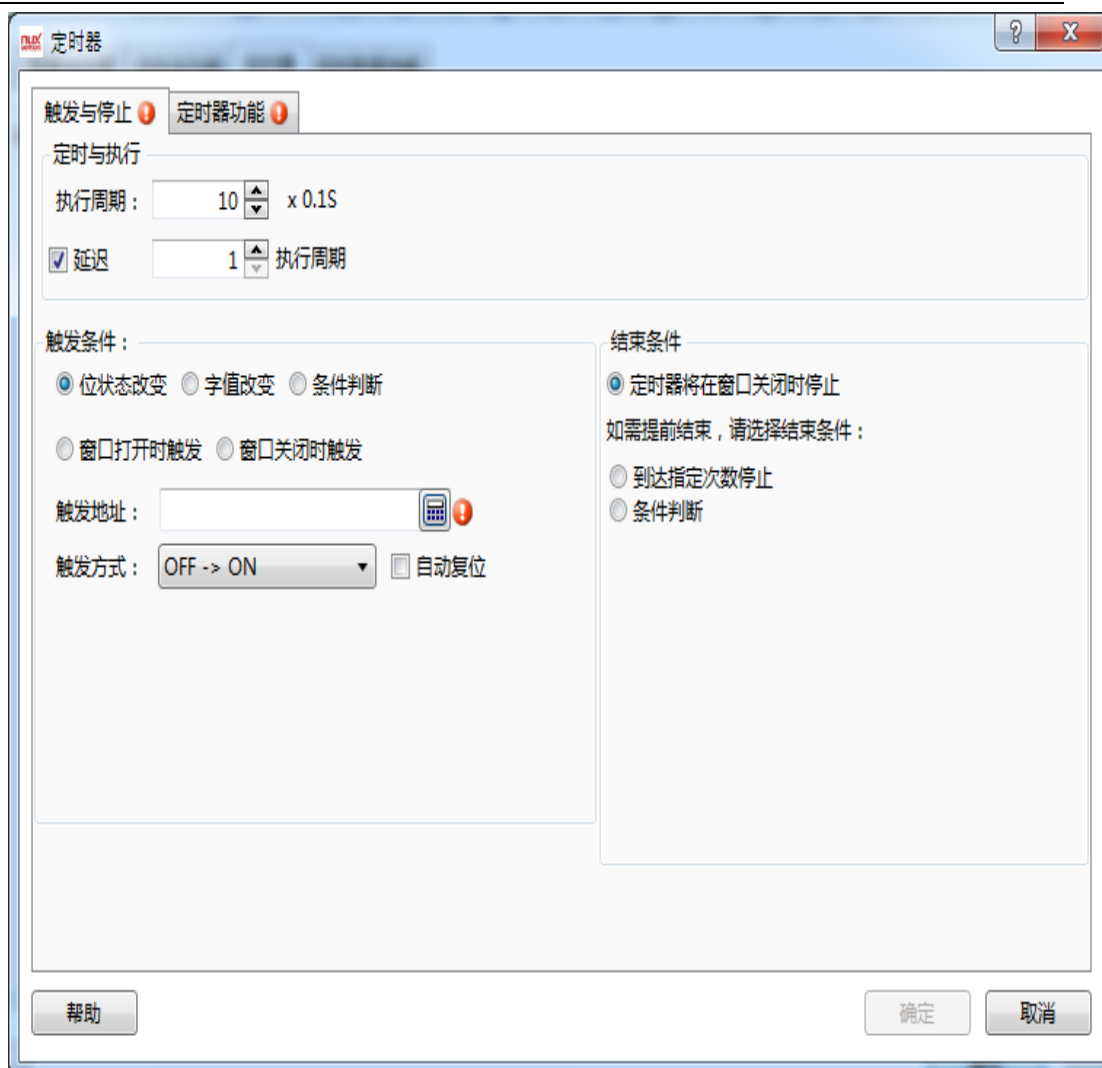 nux 定时器
触发与停止 定时器功能
定时与执行
执行周期： 10 x 0.1S
延迟 1 执行周期
触发条件：
位状态改变 字值改变 条件判断
窗口打开时触发 窗口关闭时触发
触发地址：
触发方式： OFF -> ON 自动复位
结束条件
定时器将在窗口关闭时停止
如需提前结束，请选择结束条件：
到达指定次数停止
条件判断
帮助 确定 取消